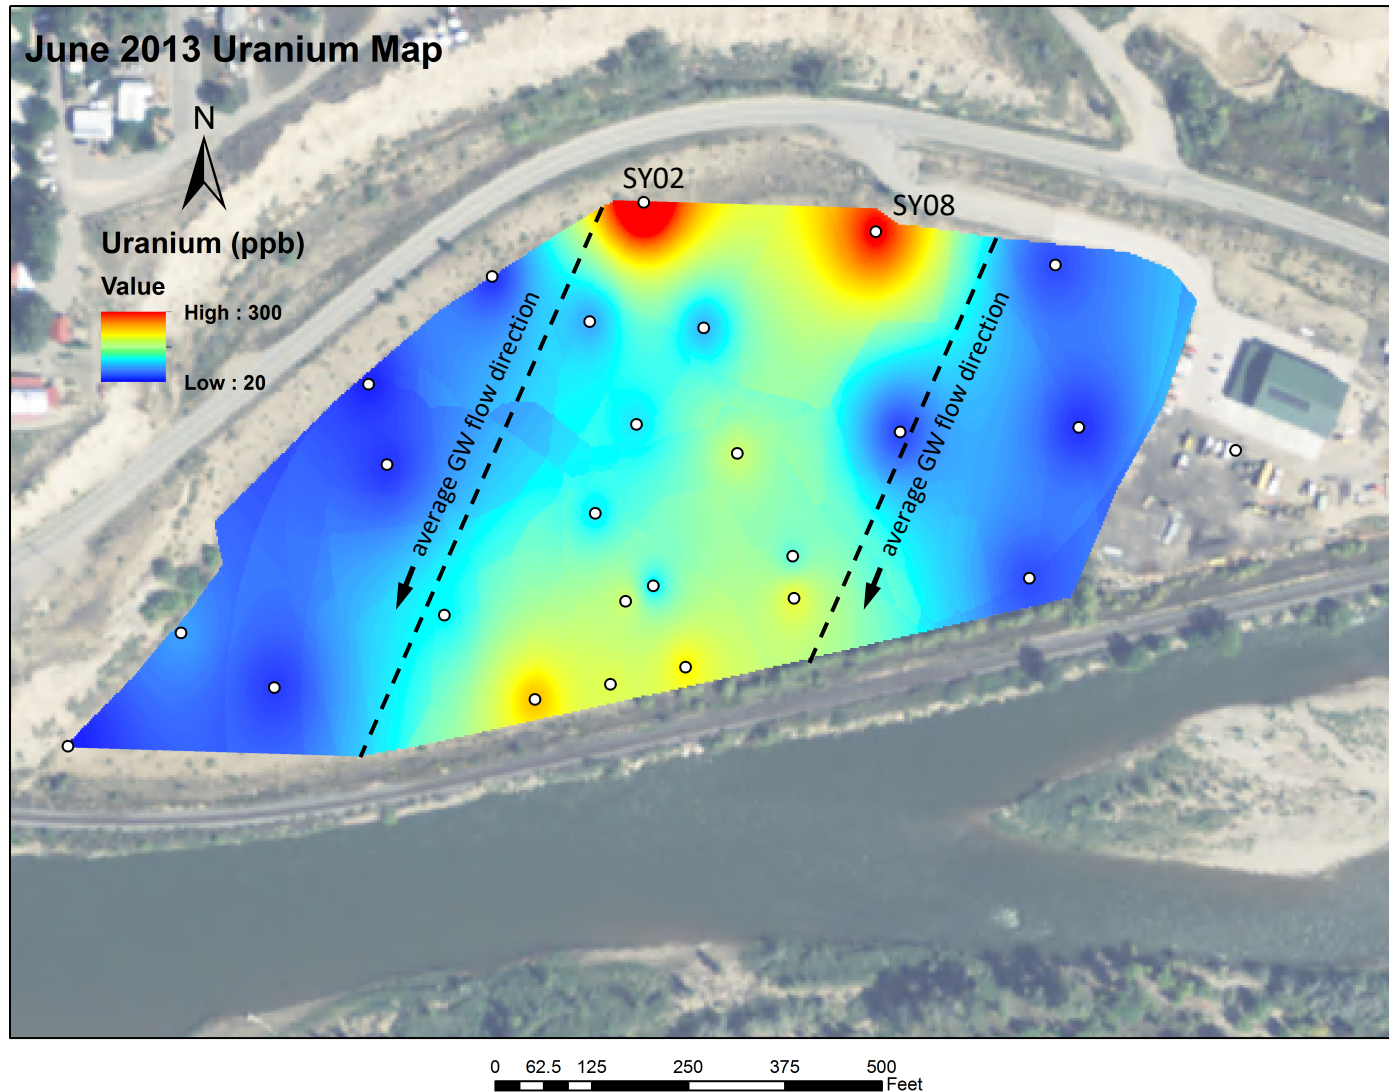 June 2013 Uranium Map
N
SY02
SY08
Uranium (ppb)
Value
High : 300
Low : 20
average GW flow direction
average GW flow direction
0 62.5 125 250 375 500
Feet